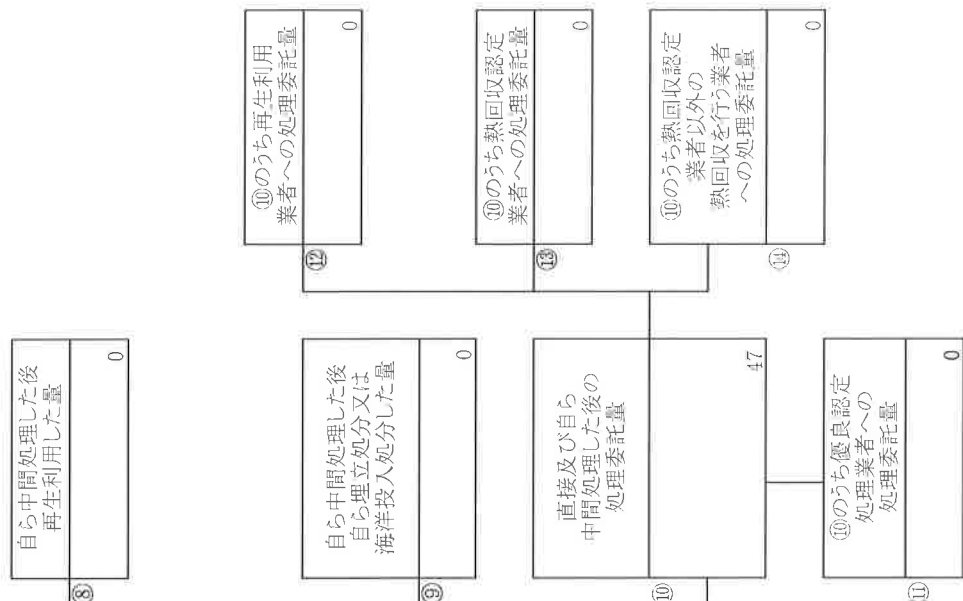 ⑧
自ら中間処理した後
再生利用した量
0
⑨
自ら中間処理した後
自ら埋立処分又は
海洋投入処分した量
0
⑩
直接及び自ら
中間処理した後の
処理委託量
47
⑪
⑩のうち優良認定
処理業者への
処理委託量
0
⑫
⑩のうち再生利用
業者への処理委託量
0
⑬
⑩のうち熱回収認定
業者への処理委託量
0
⑭
⑩のうち熱回収認定
業者以外の
熱回収を行う業者
への処理委託量
0